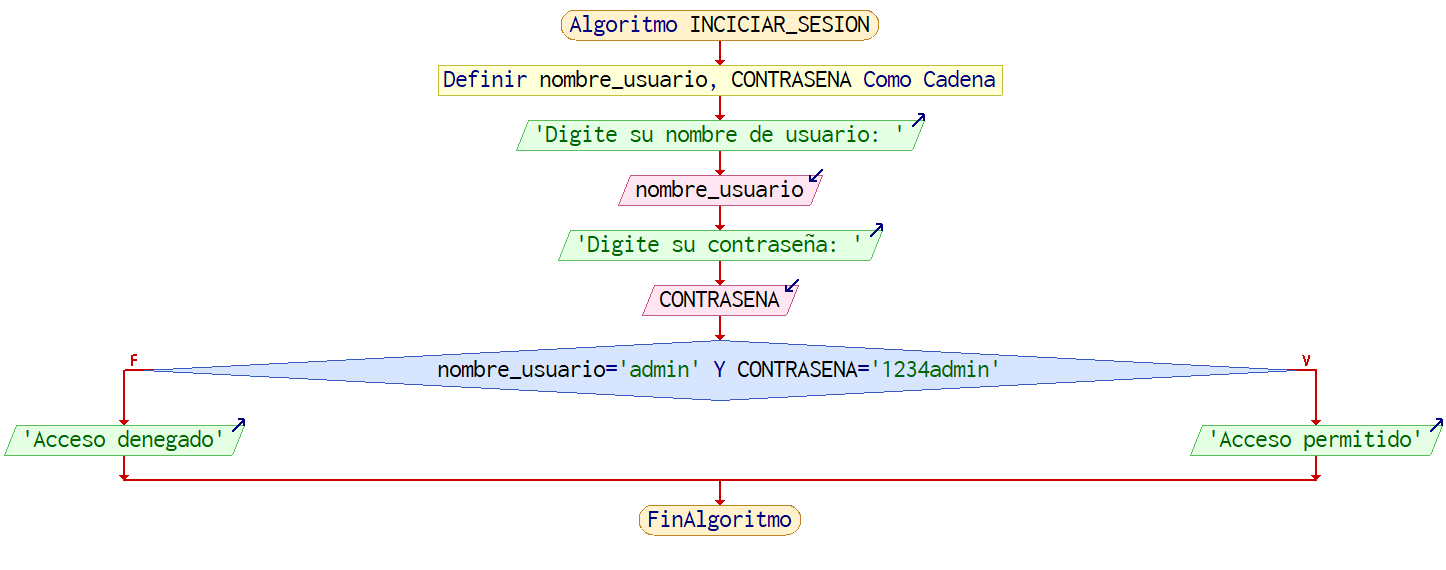 Algoritmo INCICIAR_SESION
Definir nombre_usuario, CONTRASENA Como Cadena
'Digite su nombre de usuario: '
nombre_usuario
'Digite su contraseña: '
CONTRASENA
F
V
nombre_usuario='admin' Y CONTRASENA='1234admin'
'Acceso denegado'
'Acceso permitido'
FinAlgoritmo